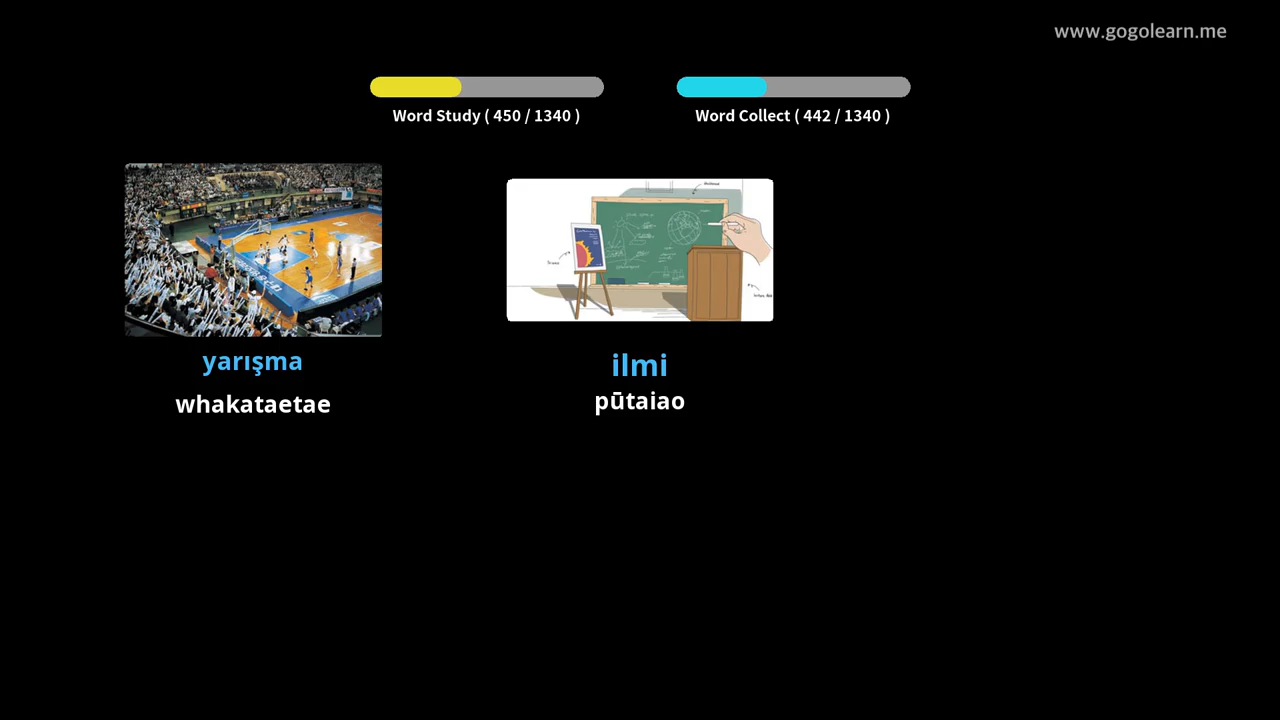 www.gogolearn.me
Word Study ( 450 / 1340 )
Word Collect ( 442 / 1340 )
yarışma
whakataetae
ilmi
pūtaiao